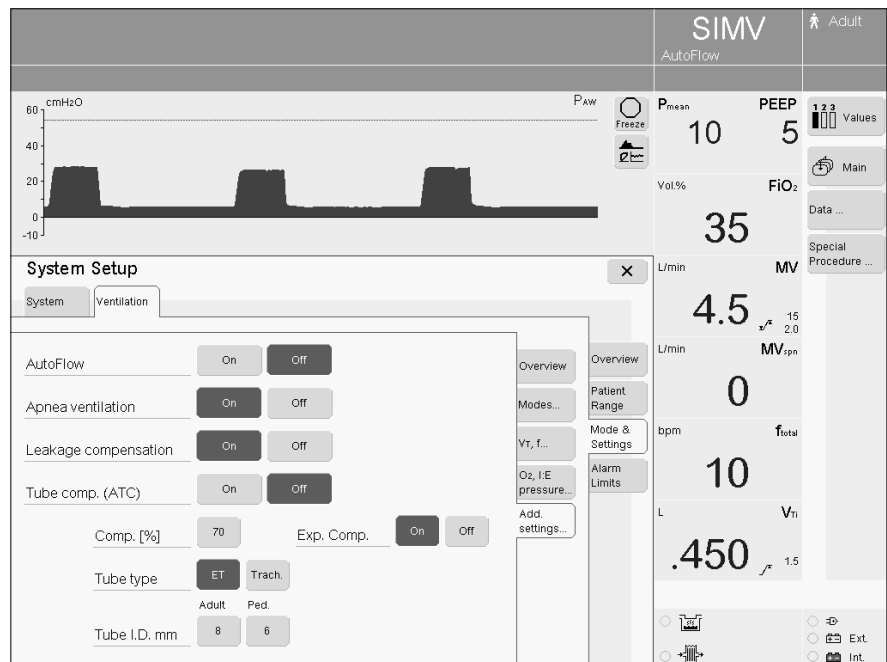 SIMV
AutoFlow
Adult
60 cmH2O
PAW
40
20
0
-10
Freeze
Pmean PEEP
10 5
Vol.% FiO2
35
L/min MV
4.5 15
2.0
L/min MVspn
0
bpm ftotal
10
L VTi
.450 1.5
1 2 3
Values
Main
Data ...
Special
Procedure ...
System Setup
System Ventilation
AutoFlow On Off
Apnea ventilation On Off
Leakage compensation On Off
Tube comp. (ATC) On Off
Comp. [%] 70 Exp. Comp. On Off
Tube type ET Trach.
Adult Ped.
Tube I.D. mm 8 6
Overview
Modes...
VT, f...
O2, I:E
pressure...
Add.
settings...
Overview
Patient
Range
Mode &
Settings
Alarm
Limits
Ext.
Int.